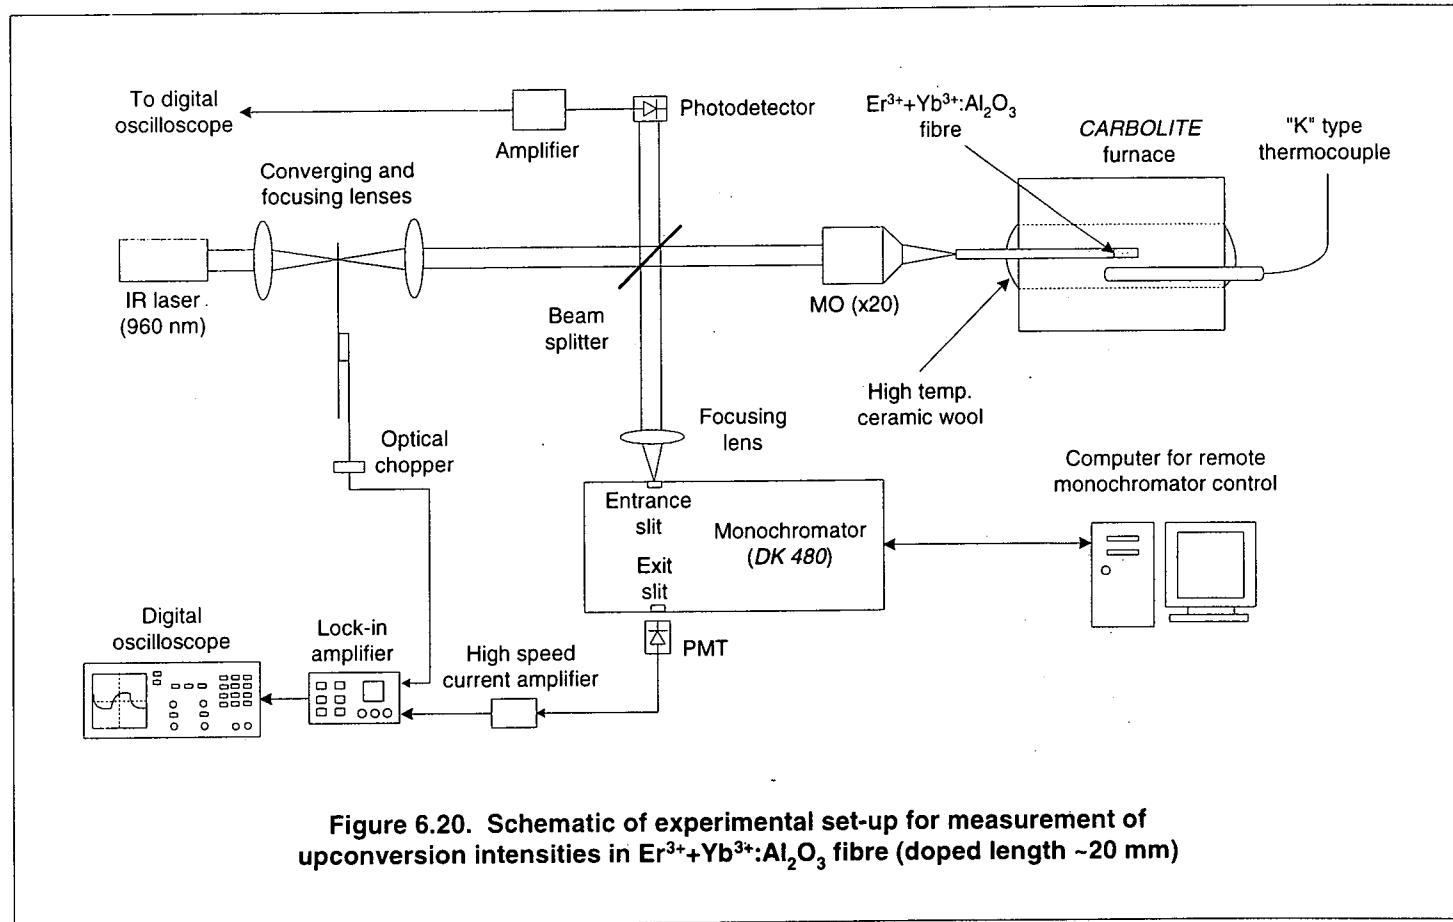 To digital
oscilloscope
Amplifier
Photodetector
Er³⁺+Yb³⁺:Al₂O₃
fibre
CARBOLITE
furnace
"K" type
thermocouple
Converging and
focusing lenses
IR laser
(960 nm)
Beam
splitter
MO (x20)
High temp.
ceramic wool
Optical
chopper
Focusing
lens
Entrance
slit
Exit
slit
Monochromator
(DK 480)
Computer for remote
monochromator control
Digital
oscilloscope
Lock-in
amplifier
High speed
current amplifier
PMT
Figure 6.20. Schematic of experimental set-up for measurement of
upconversion intensities in Er³⁺+Yb³⁺:Al₂O₃ fibre (doped length ~20 mm)